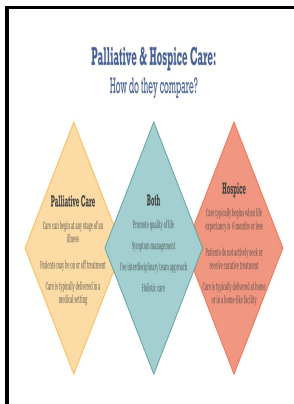 Palliative & Hospice Care:
How do they compare?
Palliative Care
Care can begin at any stage of an
illness
Patients may be on or off treatment
Care is typically delivered in a
medical setting
Both
Promote quality of life
Symptom management
Use interdisciplinary team approach
Holistic care
Hospice
Care typically begins when life
expectancy is 6 months or less
Patients do not actively seek or
receive curative treatment
Care is typically delivered at home
or in a home-like facility